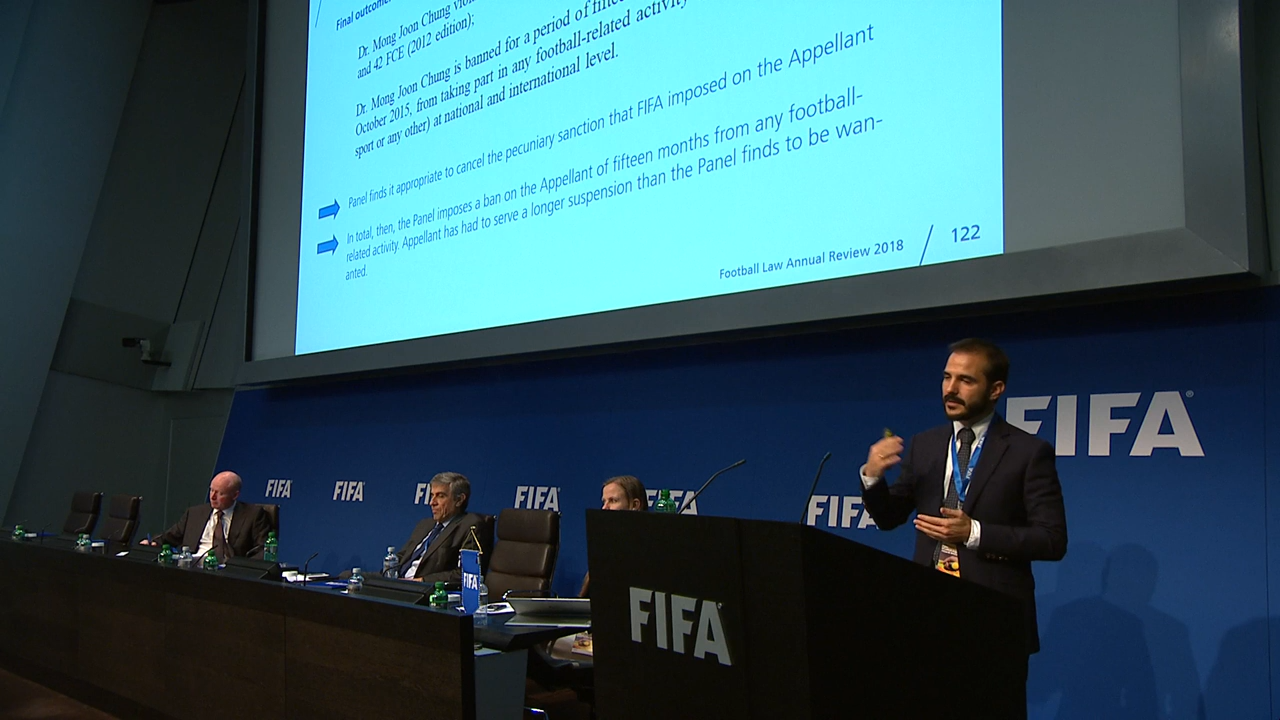 Final outcome
Dr. Mong Joon Chung
and 42 FCE (2012 edition);
Dr. Mong Joon Chung is banned for a period of
October 2015, from taking part in any football-related activity
sport or any other) at national and international level.
Panel finds it appropriate to cancel the pecuniary sanction that FIFA imposed on the Appellant
In total, then, the Panel imposes a ban on the Appellant of fifteen months from any football-
related activity. Appellant has had to serve a longer suspension than the Panel finds to be wan-
anted.
Football Law Annual Review 2018 / 122
FIFA®
FIFA
FIFA
FIFA
FIFA
FIFA
FIFA
FIFA
FIFA